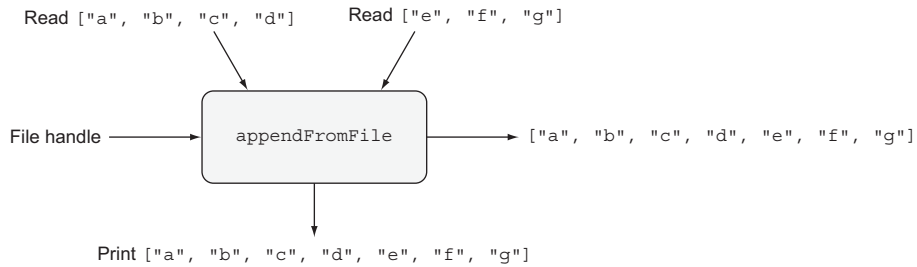 Read ["a", "b", "c", "d"]
Read ["e", "f", "g"]
File handle
appendFromFile
["a", "b", "c", "d", "e", "f", "g"]
Print ["a", "b", "c", "d", "e", "f", "g"]